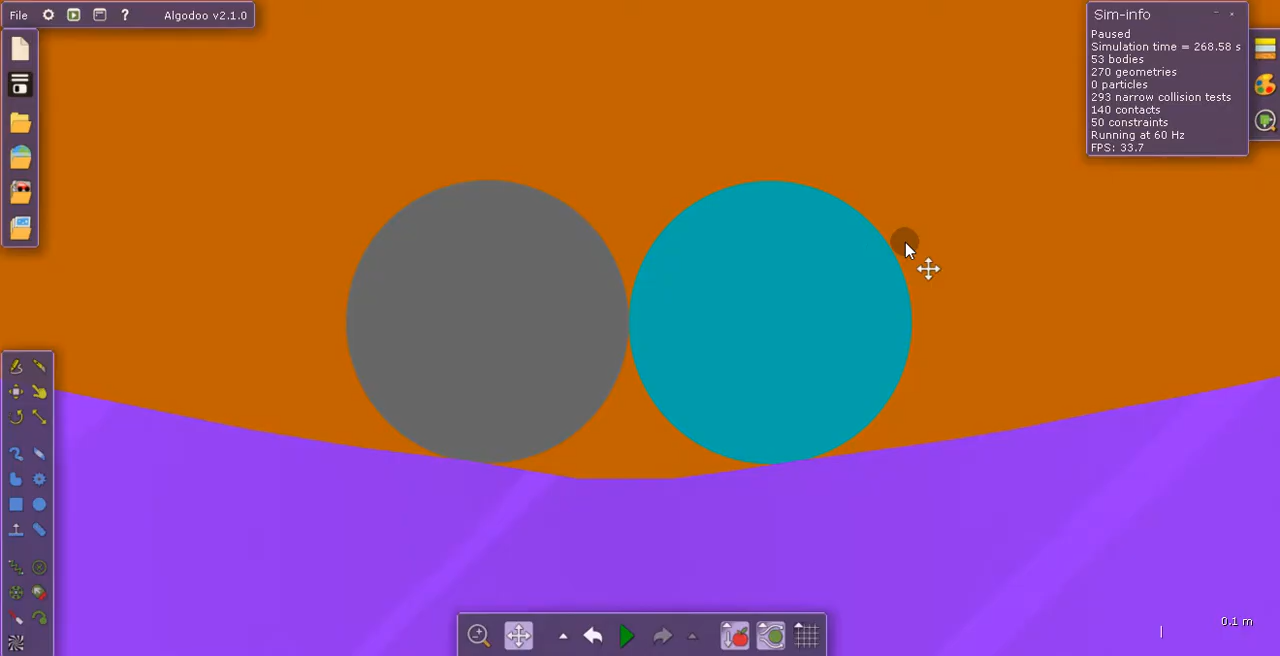 File ? Algodoo v2.1.0
Sim-info
Paused
Simulation time = 268.58 s
53 bodies
270 geometries
0 particles
293 narrow collision tests
140 contacts
50 constraints
Running at 60 Hz
FPS: 33.7
0.1 m